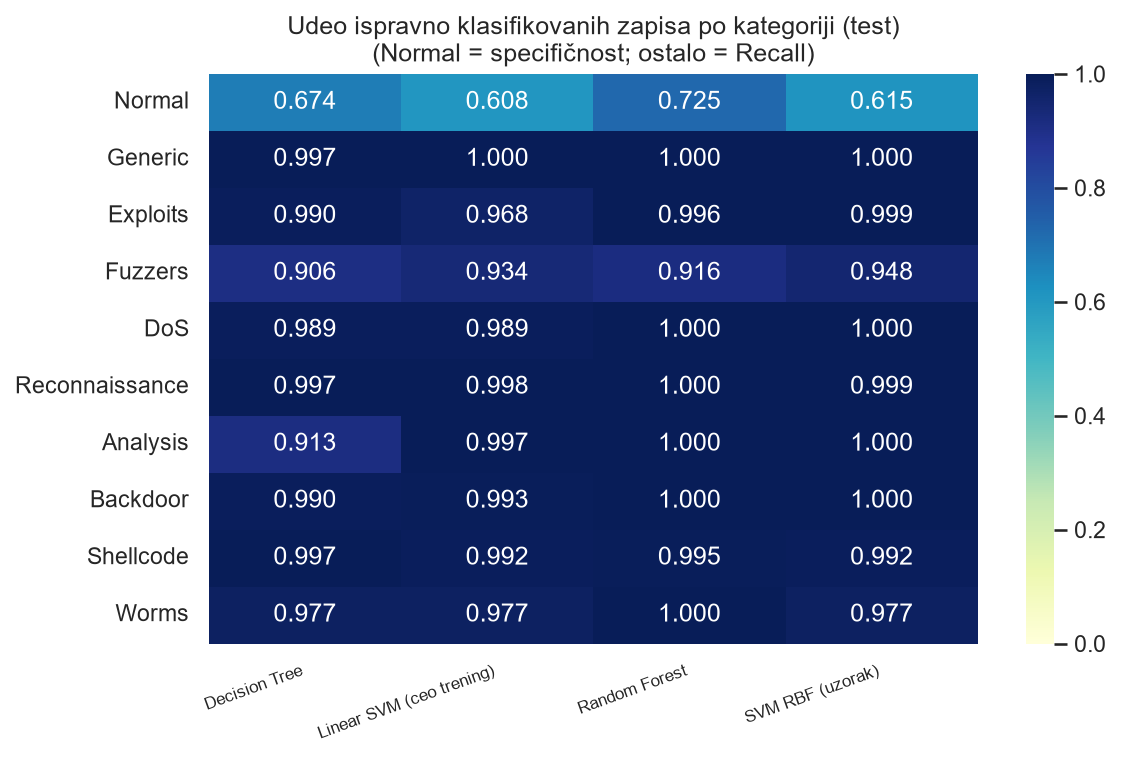 Udeo ispravno klasifikovanih zapisa po kategoriji (test)
(Normal = specifičnost; ostalo = Recall)
Normal 0.674 0.608 0.725 0.615
Generic 0.997 1.000 1.000 1.000
Exploits 0.990 0.968 0.996 0.999
Fuzzers 0.906 0.934 0.916 0.948
DoS 0.989 0.989 1.000 1.000
Reconnaissance 0.997 0.998 1.000 0.999
Analysis 0.913 0.997 1.000 1.000
Backdoor 0.990 0.993 1.000 1.000
Shellcode 0.997 0.992 0.995 0.992
Worms 0.977 0.977 1.000 0.977
Decision Tree
Linear SVM (ceo trening)
Random Forest
SVM RBF (uzorak)
1.0
0.8
0.6
0.4
0.2
0.0